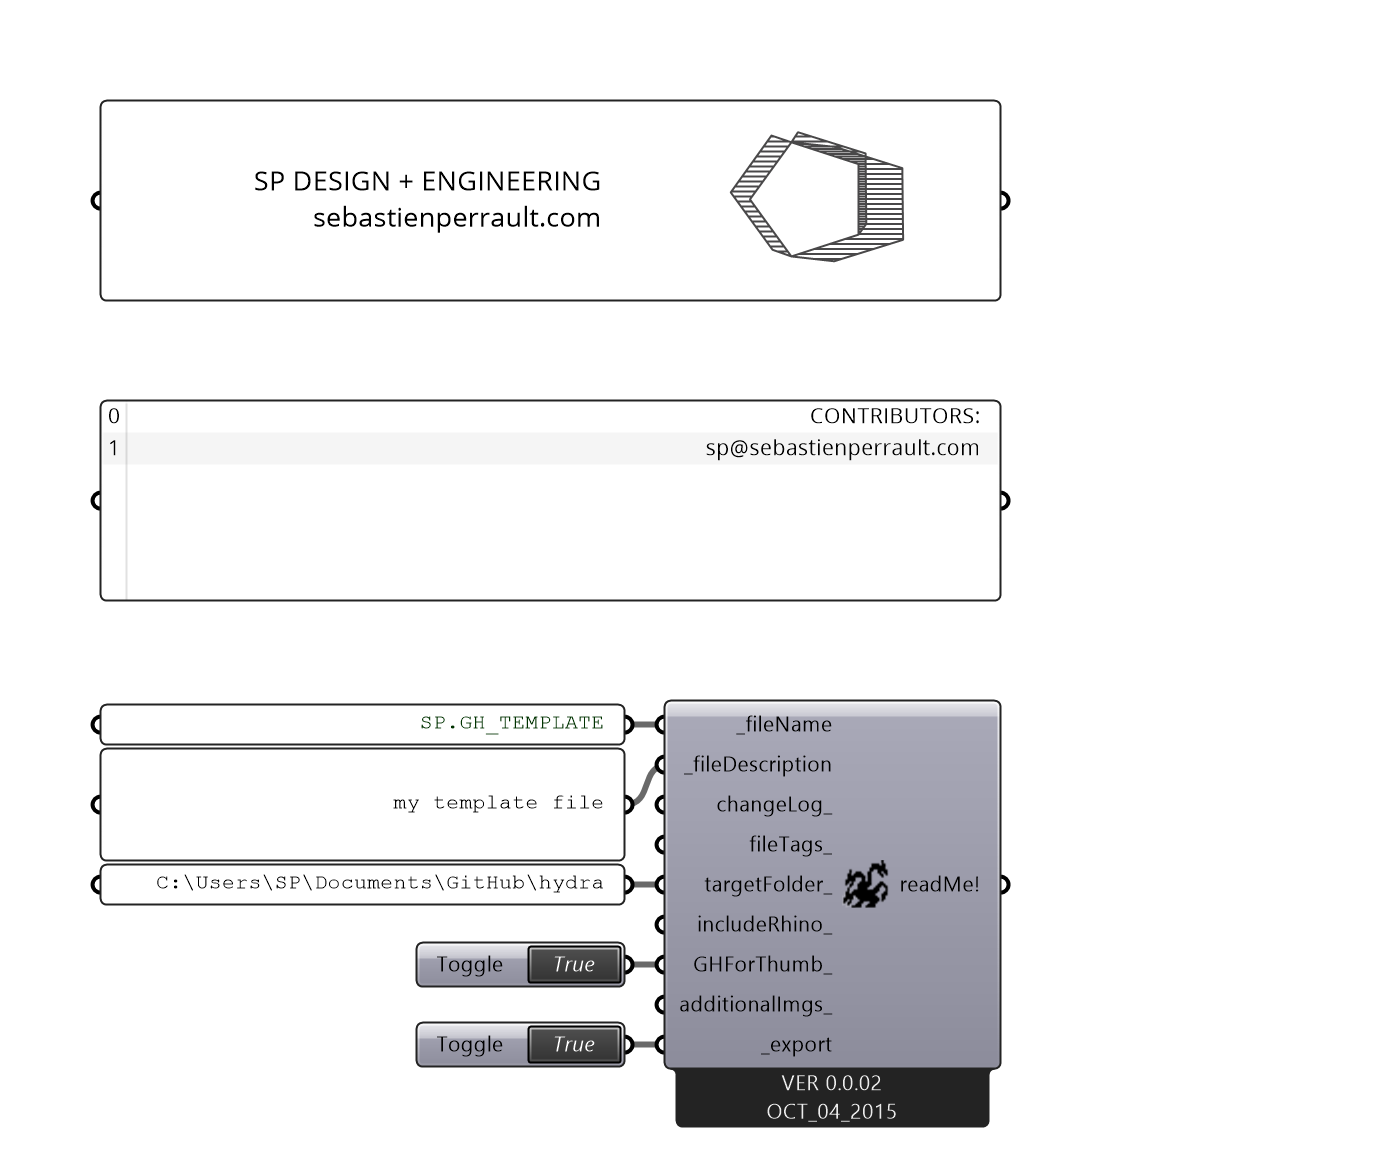 SP DESIGN + ENGINEERING
sebastienperrault.com
0 CONTRIBUTORS:
1 sp@sebastienperrault.com
SP.GH_TEMPLATE _fileName
_fileDescription
my template file changeLog_
fileTags_
C:\Users\SP\Documents\GitHub\hydra targetFolder_ readMe!
includeRhino_
Toggle True GHForThumb_
additionalImgs_
Toggle True _export
VER 0.0.02
OCT_04_2015